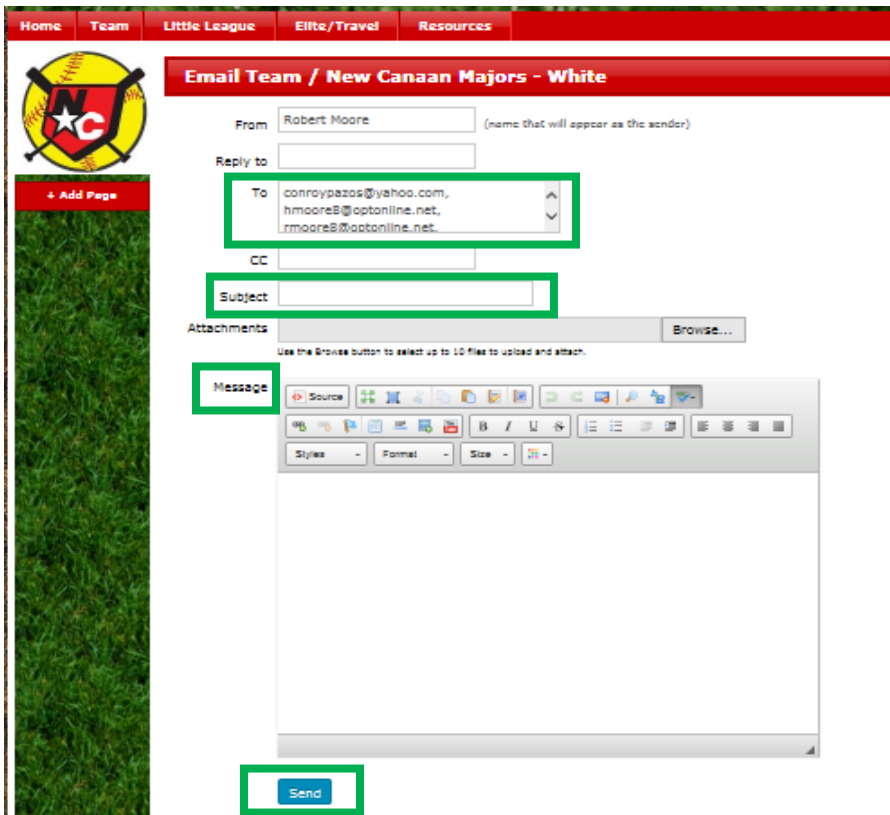 Home Team Little League Elite/Travel Resources
NC
Email Team / New Canaan Majors - White
+ Add Page
From Robert Moore (name that will appear as the sender)
Reply to
To conroypazos@yahoo.com,
hmoore8@optonline.net,
rmoore8@optonline.net,
CC
Subject
Attachments Browse...
Use the Browse button to select up to 10 files to upload and attach.
Message
Source
B I U S
Styles Format Size
Send